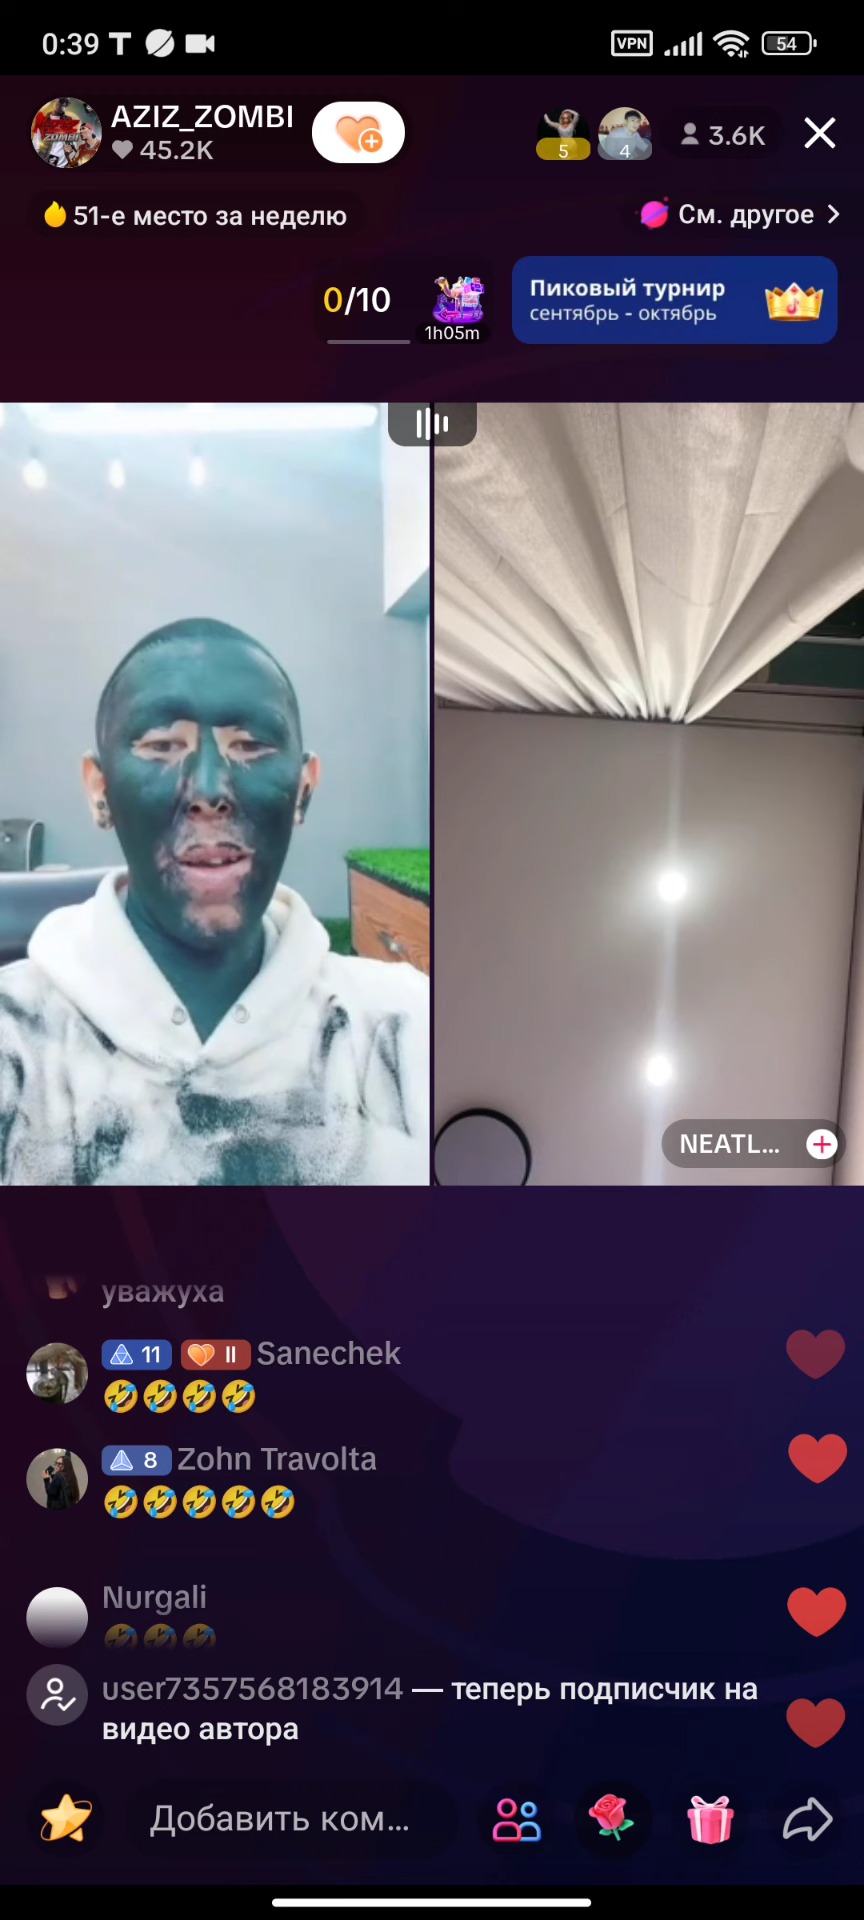 0:39
VPN
54
AZIZ_ZOMBI
45.2K
5
4
3.6K
51-е место за неделю
См. другое
0/10
1h05m
Пиковый турнир
сентябрь - октябрь
NEATL...
уважуха
11
II
Sanechek
8
Zohn Travolta
Nurgali
user7357568183914 — теперь подписчик на
видео автора
Добавить ком...